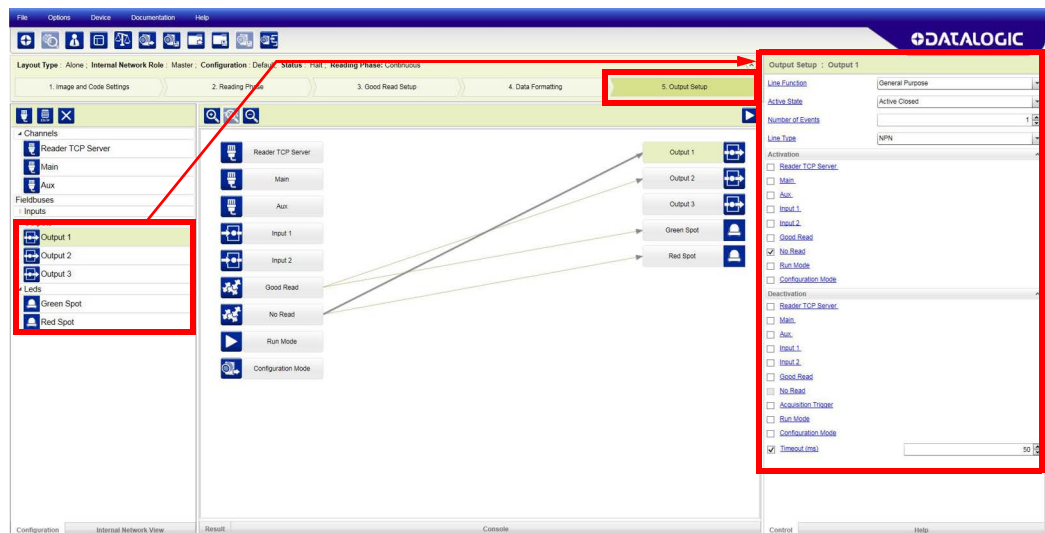 File Options Device Documentation Help
DATALOGIC
Layout Type : Alone ; Internal Network Role : Master ; Configuration : Default ; Status : Halt ; Reading Phase: Continuous
1. Image and Code Settings
2. Reading Phase
3. Good Read Setup
4. Data Formatting
5. Output Setup
Channels
Reader TCP Server
Main
Aux
Fieldbuses
Inputs
Output 1
Output 2
Output 3
Leds
Green Spot
Red Spot
Configuration
Internal Network View
Reader TCP Server
Main
Aux
Input 1
Input 2
Good Read
No Read
Run Mode
Configuration Mode
Output 1
Output 2
Output 3
Green Spot
Red Spot
Result
Console
Output Setup : Output 1
Line Function General Purpose
Active State Active Closed
Number of Events 1
Line Type NPN
Activation
Reader TCP Server
Main
Aux
Input 1
Input 2
Good Read
No Read
Run Mode
Configuration Mode
Deactivation
Reader TCP Server
Main
Aux
Input 1
Input 2
Good Read
No Read
Acquisition Trigger
Run Mode
Configuration Mode
Timeout (ms) 50
Control
Help